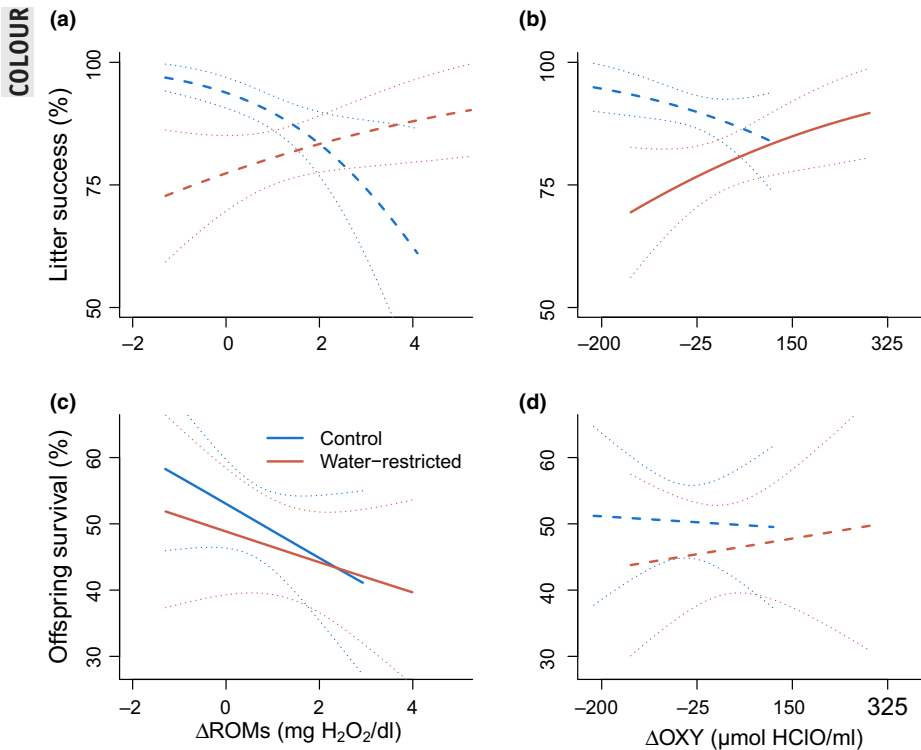 COLOUR
(a)
(b)
Litter success (%)
100
75
50
−2 0 2 4
100
75
50
−200 −25 150 325
(c)
(d)
Offspring survival (%)
60
50
40
30
Control
Water−restricted
−2 0 2 4
ΔROMs (mg H₂O₂/dl)
60
50
40
30
−200 −25 150 325
ΔOXY (μmol HClO/ml)